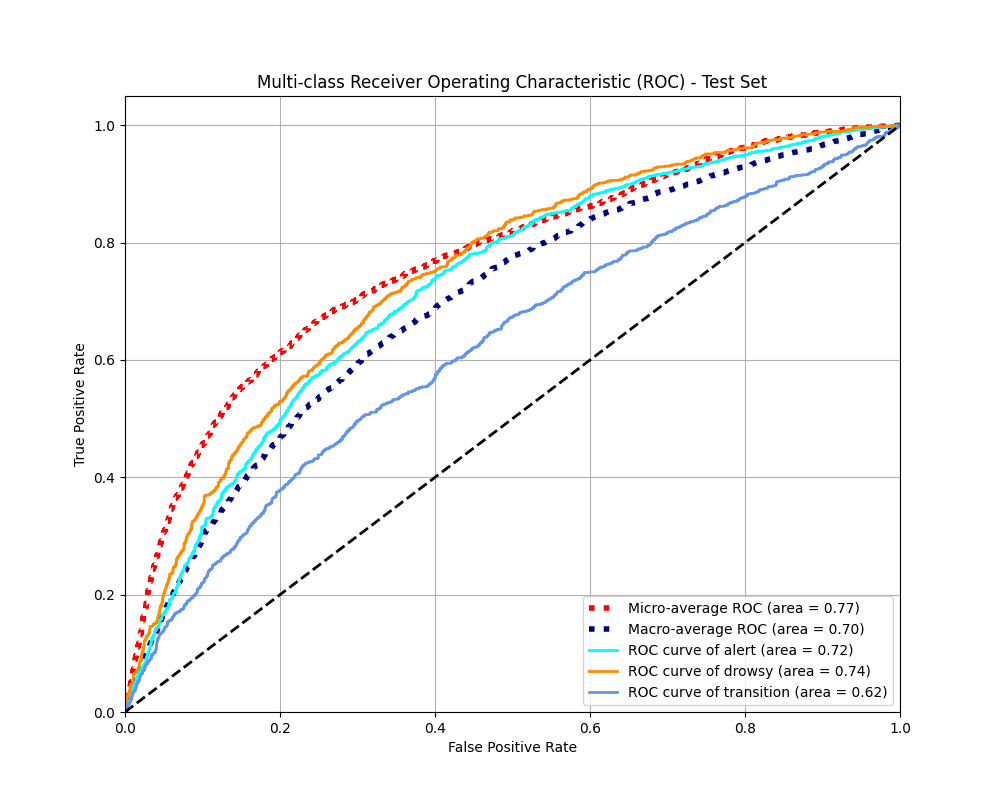 Multi-class Receiver Operating Characteristic (ROC) - Test Set
True Positive Rate
1.0
0.8
0.6
0.4
0.2
0.0
0.0 0.2 0.4 0.6 0.8 1.0
False Positive Rate
Micro-average ROC (area = 0.77)
Macro-average ROC (area = 0.70)
ROC curve of alert (area = 0.72)
ROC curve of drowsy (area = 0.74)
ROC curve of transition (area = 0.62)